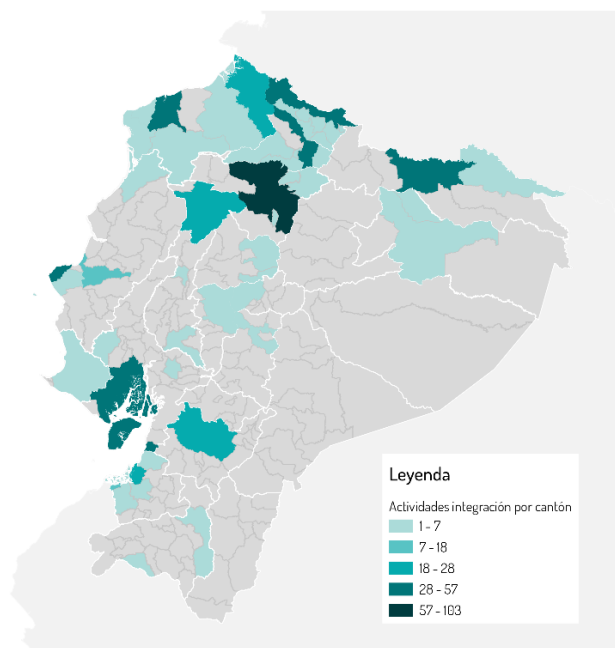 Leyenda
Actividades integración por cantón
1 - 7
7 - 18
18 - 28
28 - 57
57 - 103